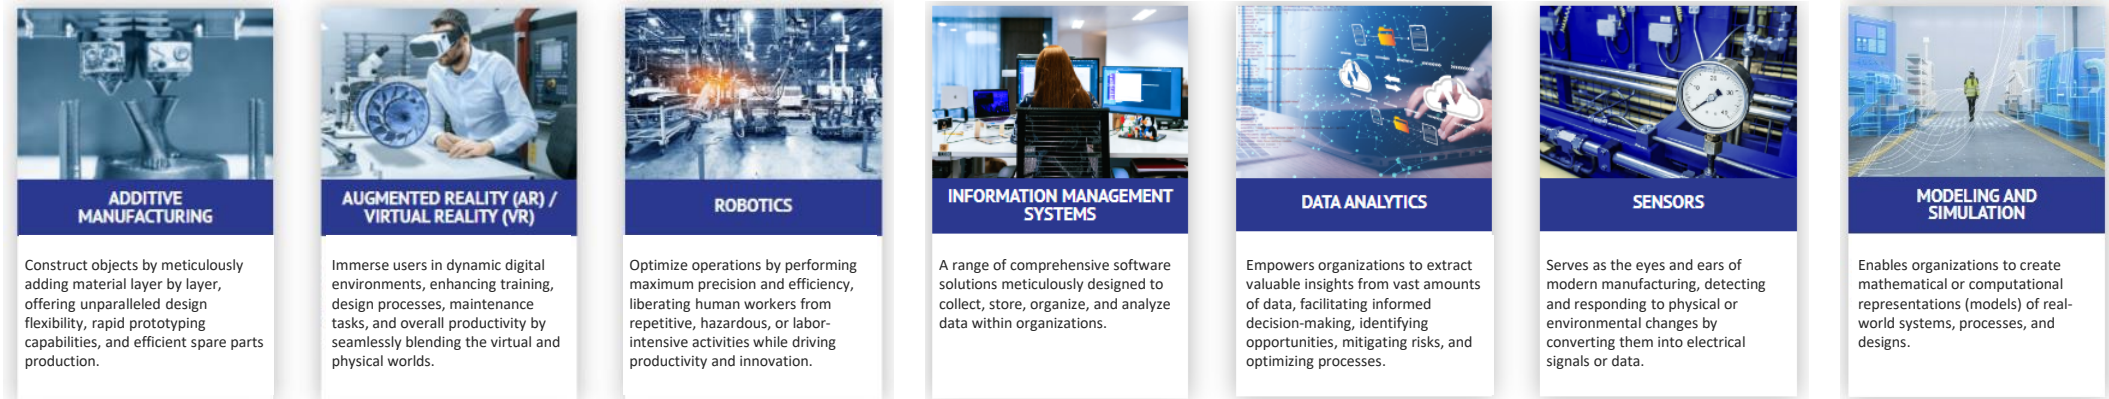 ADDITIVE
MANUFACTURING
Construct objects by meticulously
adding material layer by layer,
offering unparalleled design
flexibility, rapid prototyping
capabilities, and efficient spare parts
production.
AUGMENTED REALITY (AR) /
VIRTUAL REALITY (VR)
Immerse users in dynamic digital
environments, enhancing training,
design processes, maintenance
tasks, and overall productivity by
seamlessly blending the virtual and
physical worlds.
ROBOTICS
Optimize operations by performing
maximum precision and efficiency,
liberating human workers from
repetitive, hazardous, or labor-
intensive activities while driving
productivity and innovation.
INFORMATION MANAGEMENT
SYSTEMS
A range of comprehensive software
solutions meticulously designed to
collect, store, organize, and analyze
data within organizations.
DATA ANALYTICS
Empowers organizations to extract
valuable insights from vast amounts
of data, facilitating informed
decision-making, identifying
opportunities, mitigating risks, and
optimizing processes.
SENSORS
Serves as the eyes and ears of
modern manufacturing, detecting
and responding to physical or
environmental changes by
converting them into electrical
signals or data.
MODELING AND
SIMULATION
Enables organizations to create
mathematical or computational
representations (models) of real-
world systems, processes, and
designs.